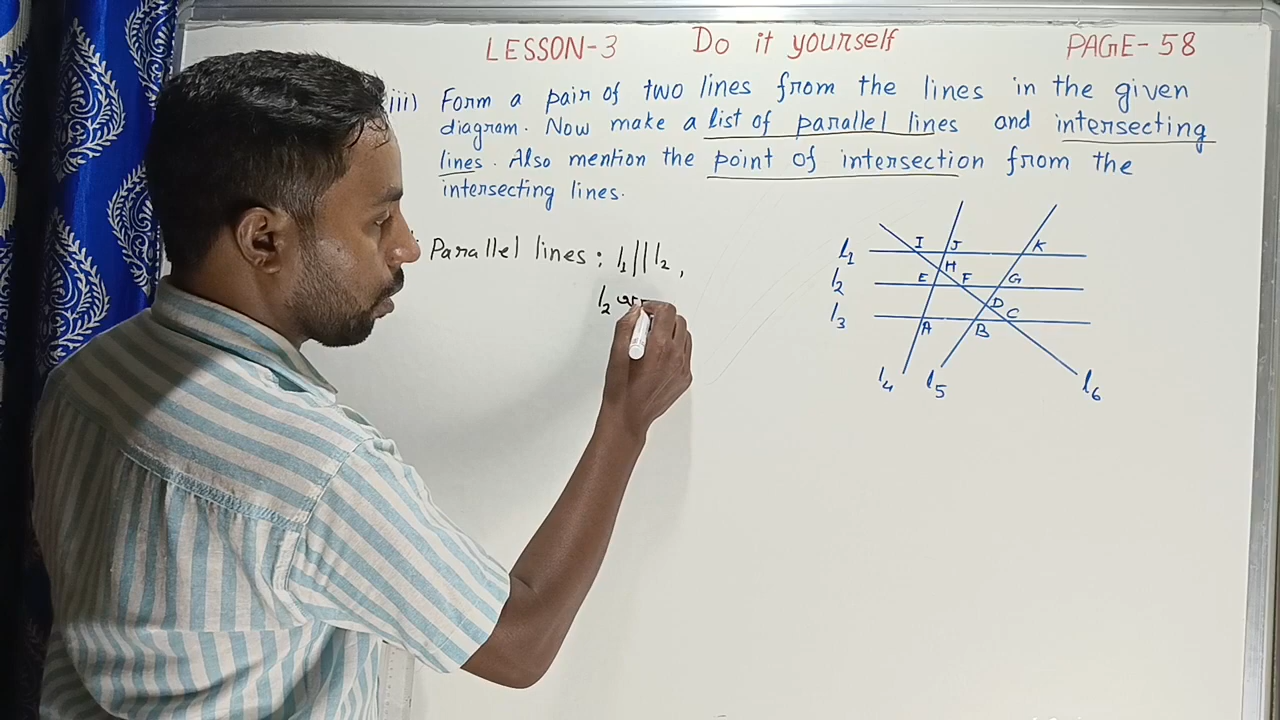 LESSON-3 Do it yourself PAGE-58
iii) Form a pair of two lines from the lines in the given
diagram. Now make a list of parallel lines and intersecting
lines. Also mention the point of intersection from the
intersecting lines.
Parallel lines: l₁ || l₂,
l₂
l₁ I J K
l₂ E H F G
l₃ A B D C
l₄ l₅ l₆